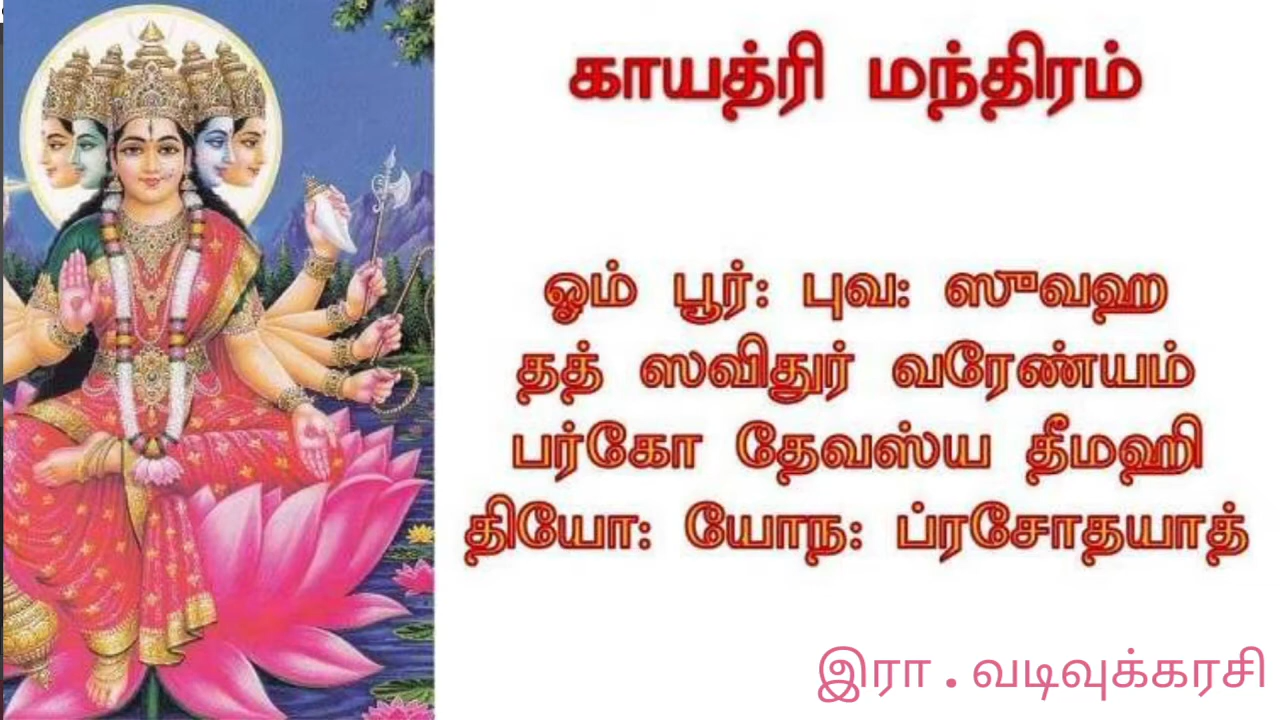 காயத்ரி மந்திரம்
ஓம் பூர்: புவ: ஸுவஹ
தத் ஸவிதுர் வரேண்யம்
பர்கோ தேவஸ்ய தீமஹி
தியோ: யோந: ப்ரசோதயாத்
இரா . வடிவுக்கரசி